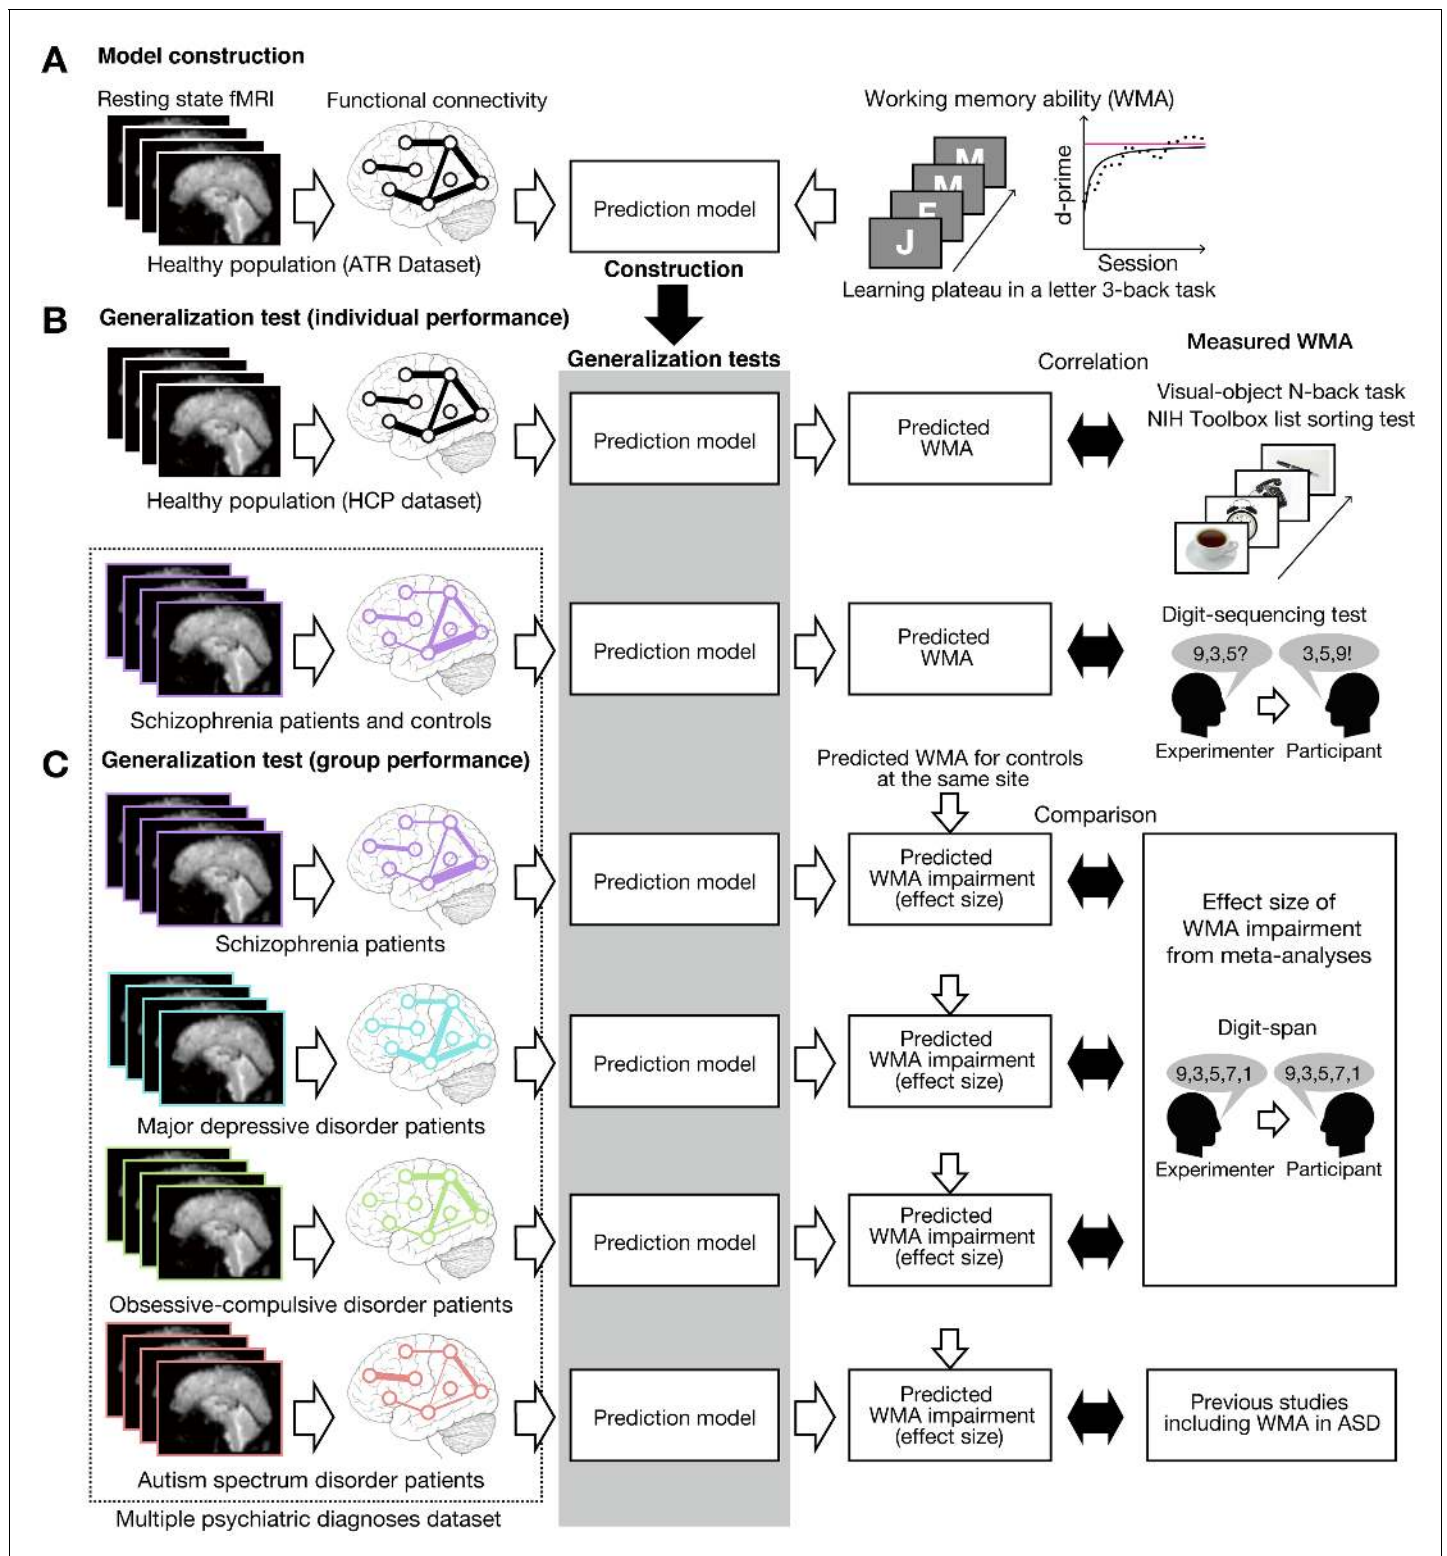 A Model construction
Resting state fMRI
Functional connectivity
Working memory ability (WMA)
M
M
F
J
d-prime
Session
Prediction model
Healthy population (ATR Dataset)
Construction
Learning plateau in a letter 3-back task
B Generalization test (individual performance)
Generalization tests
Correlation
Measured WMA
Visual-object N-back task
NIH Toolbox list sorting test
Prediction model
Predicted
WMA
Healthy population (HCP dataset)
Digit-sequencing test
9,3,5?
3,5,9!
Prediction model
Predicted
WMA
Schizophrenia patients and controls
Experimenter
Participant
C Generalization test (group performance)
Predicted WMA for controls
at the same site
Comparison
Prediction model
Predicted
WMA impairment
(effect size)
Effect size of
WMA impairment
from meta-analyses
Schizophrenia patients
Digit-span
9,3,5,7,1
9,3,5,7,1
Experimenter
Participant
Prediction model
Predicted
WMA impairment
(effect size)
Major depressive disorder patients
Prediction model
Predicted
WMA impairment
(effect size)
Obsessive-compulsive disorder patients
Prediction model
Predicted
WMA impairment
(effect size)
Previous studies
including WMA in ASD
Autism spectrum disorder patients
Multiple psychiatric diagnoses dataset